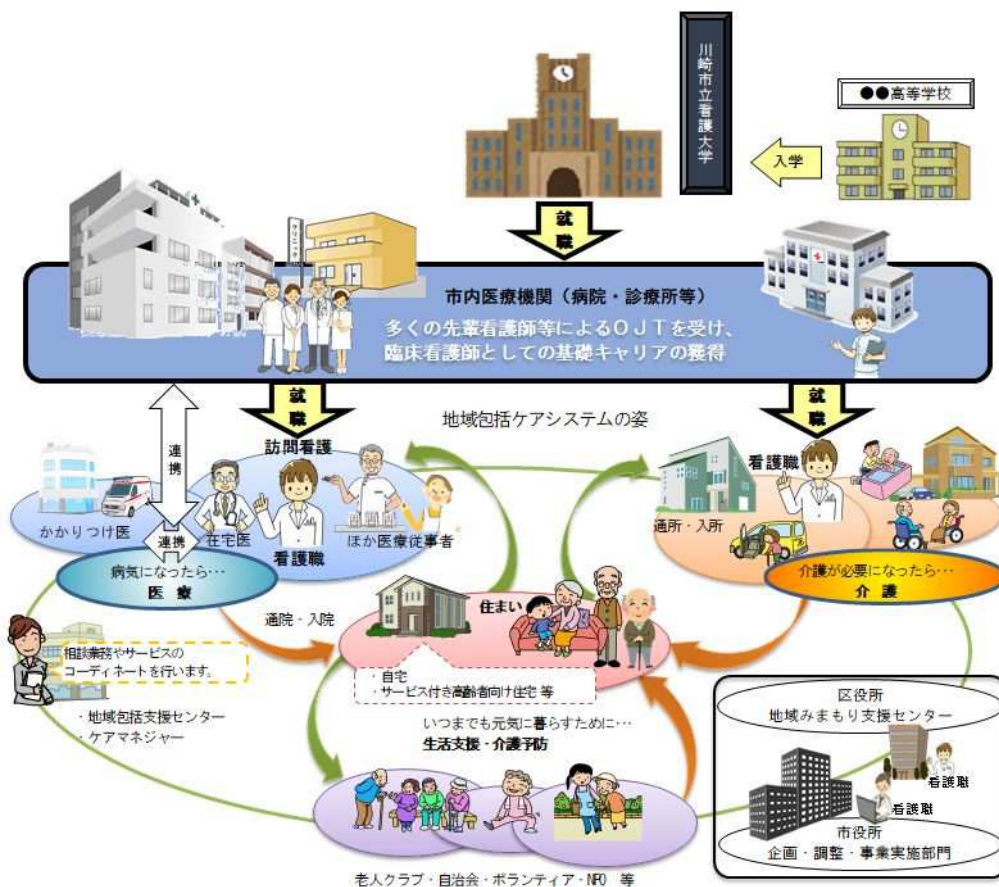 川崎市立看護大学
●●高等学校
入学
就職
クリニック
市内医療機関（病院・診療所等）
多くの先輩看護師等によるＯＪＴを受け、
臨床看護師としての基礎キャリアの獲得
就職
就職
地域包括ケアシステムの姿
連携
訪問看護
看護職
かかりつけ医
連携
在宅医
看護職
ほか医療従事者
通所・入所
病気になったら…
医 療
介護が必要になったら…
介 護
通院・入院
住まい
相談業務やサービスの
コーディネートを行います。
・自宅
・サービス付き高齢者向け住宅 等
・地域包括支援センター
・ケアマネジャー
いつまでも元気に暮らすために…
生活支援・介護予防
区役所
地域みまもり支援センター
看護職
看護職
市役所
企画・調整・事業実施部門
老人クラブ・自治会・ボランティア・NPO 等